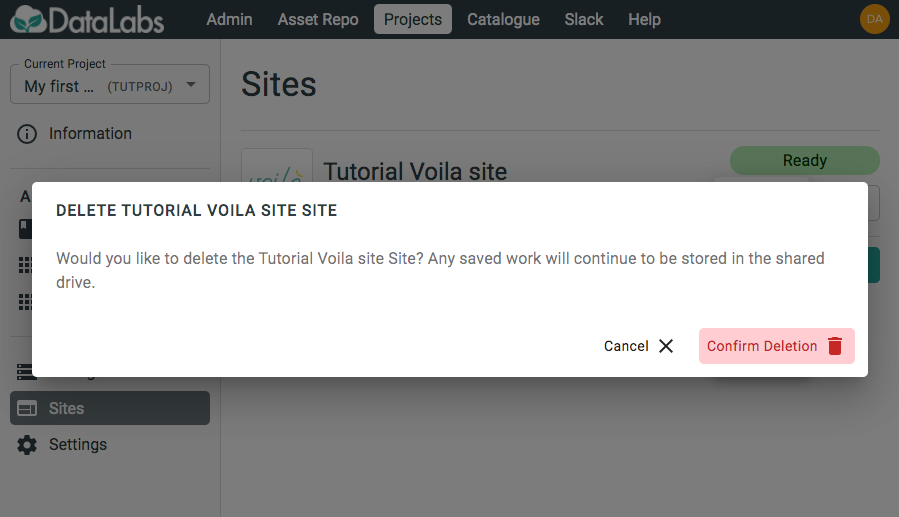 DataLabs
Admin
Asset Repo
Projects
Catalogue
Slack
Help
DA
Current Project
My first ... (TUTPROJ)
Information
Sites
Tutorial Voila site
Ready
DELETE TUTORIAL VOILA SITE SITE
Would you like to delete the Tutorial Voila site Site? Any saved work will continue to be stored in the shared
drive.
Cancel
Confirm Deletion
Sites
Settings